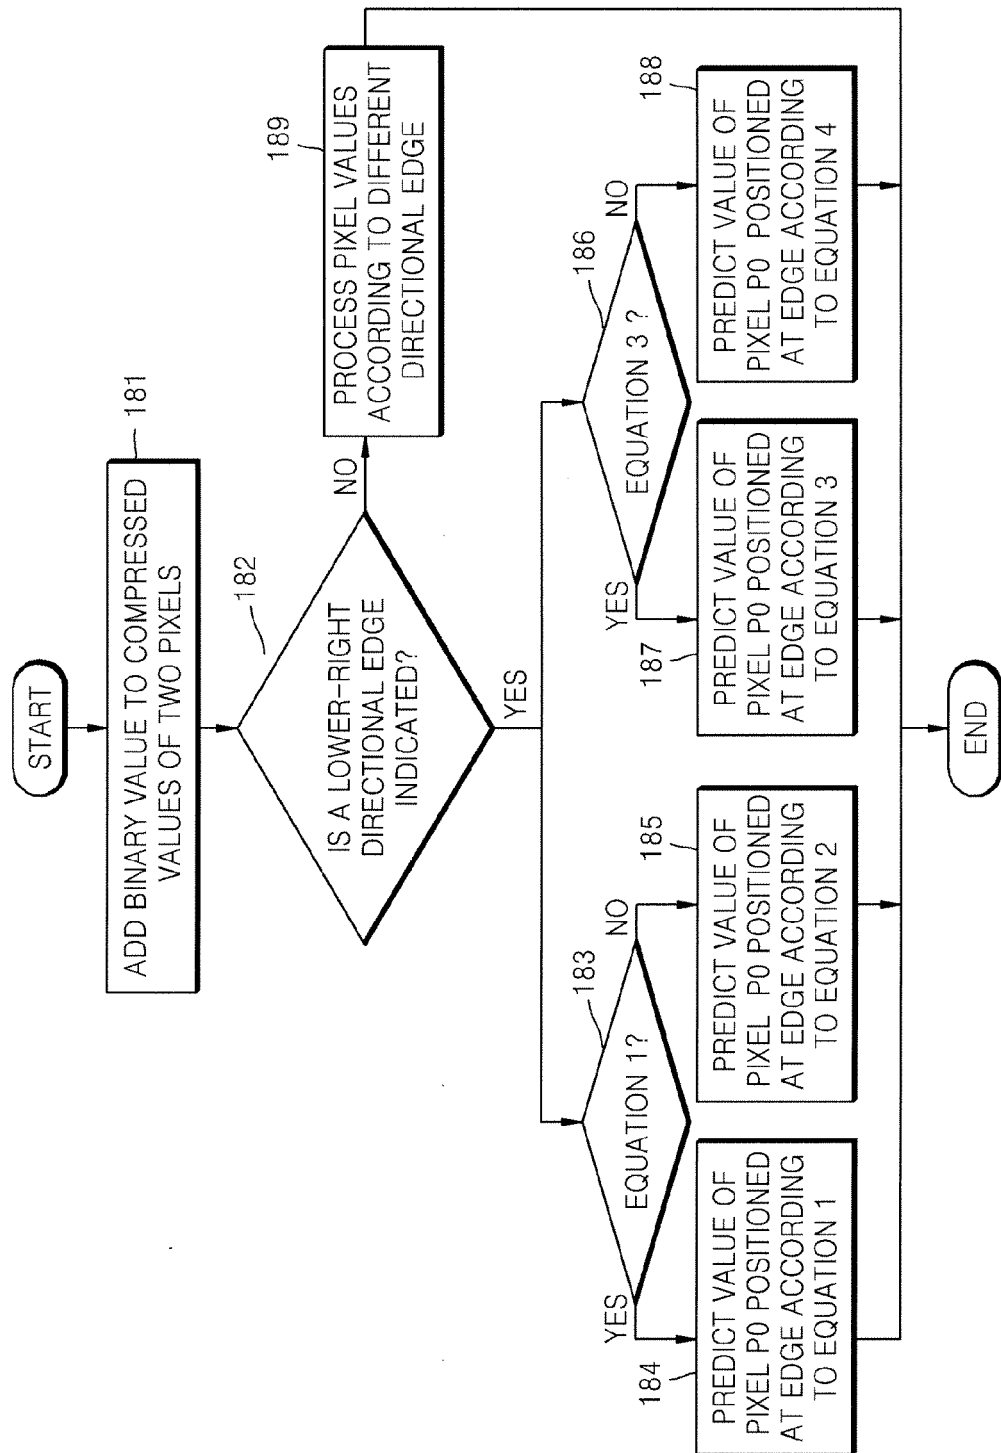 START
181
ADD BINARY VALUE TO COMPRESSED
VALUES OF TWO PIXELS
182
IS A LOWER-RIGHT
DIRECTIONAL EDGE
INDICATED?
NO
189
PROCESS PIXEL VALUES
ACCORDING TO DIFFERENT
DIRECTIONAL EDGE
YES
183
EQUATION 1?
YES
NO
184
PREDICT VALUE OF
PIXEL P0 POSITIONED
AT EDGE ACCORDING
TO EQUATION 1
185
PREDICT VALUE OF
PIXEL P0 POSITIONED
AT EDGE ACCORDING
TO EQUATION 2
186
EQUATION 3 ?
YES
NO
187
PREDICT VALUE OF
PIXEL P0 POSITIONED
AT EDGE ACCORDING
TO EQUATION 3
188
PREDICT VALUE OF
PIXEL P0 POSITIONED
AT EDGE ACCORDING
TO EQUATION 4
END